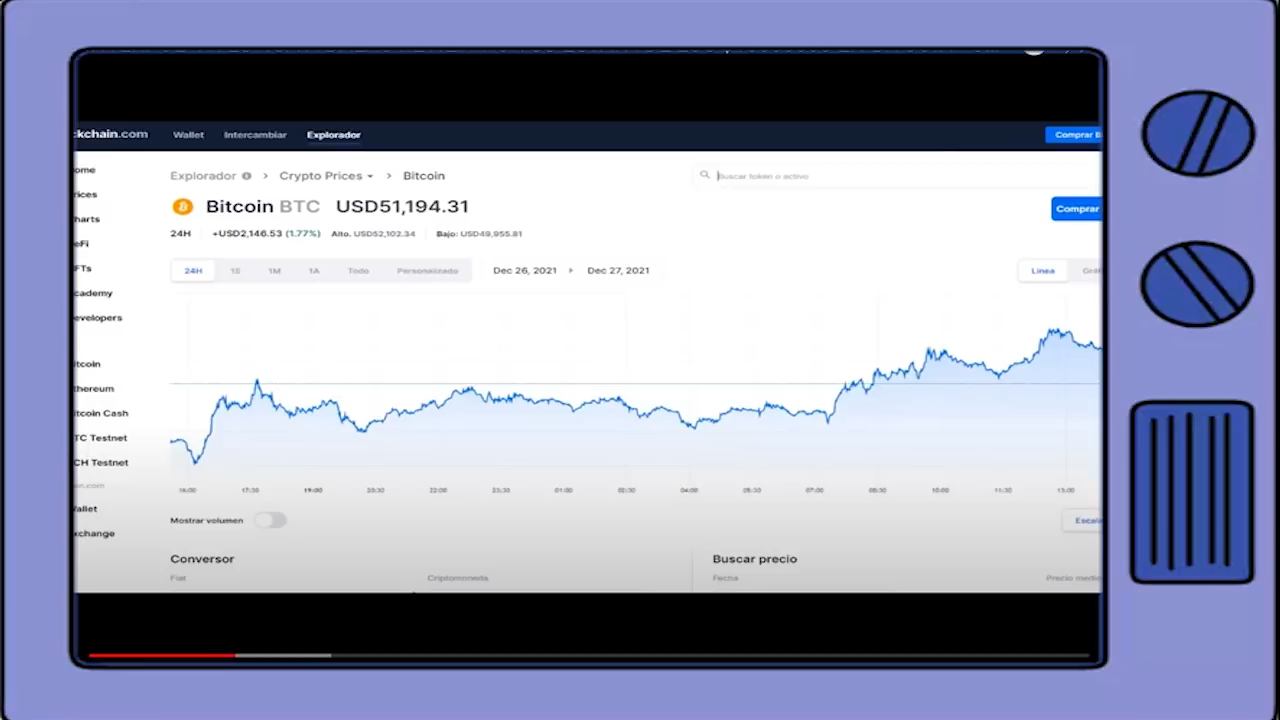 ckchain.com Wallet Intercambiar Explorador Comprar B
ome
rices
harts
eFi
FTs
cademy
evelopers
itcoin
thereum
itcoin Cash
TC Testnet
CH Testnet
in.com
allet
xchange
Explorador > Crypto Prices > Bitcoin
Buscar token o activo
Bitcoin BTC USD51,194.31
Comprar
24H +USD2,146.53 (1.77%) Alto. USD52,102.34 Bajo: USD49,955.81
24H 1S 1M 1A Todo Personalizado Dec 26, 2021 Dec 27, 2021 Línea Grá
16:00 17:30 19:00 20:30 22:00 23:30 01:00 02:30 04:00 05:30 07:00 08:30 10:00 11:30 13:00
Mostrar volumen Escala
Conversor Buscar precio
Fiat Criptomoneda Fecha Precio medio